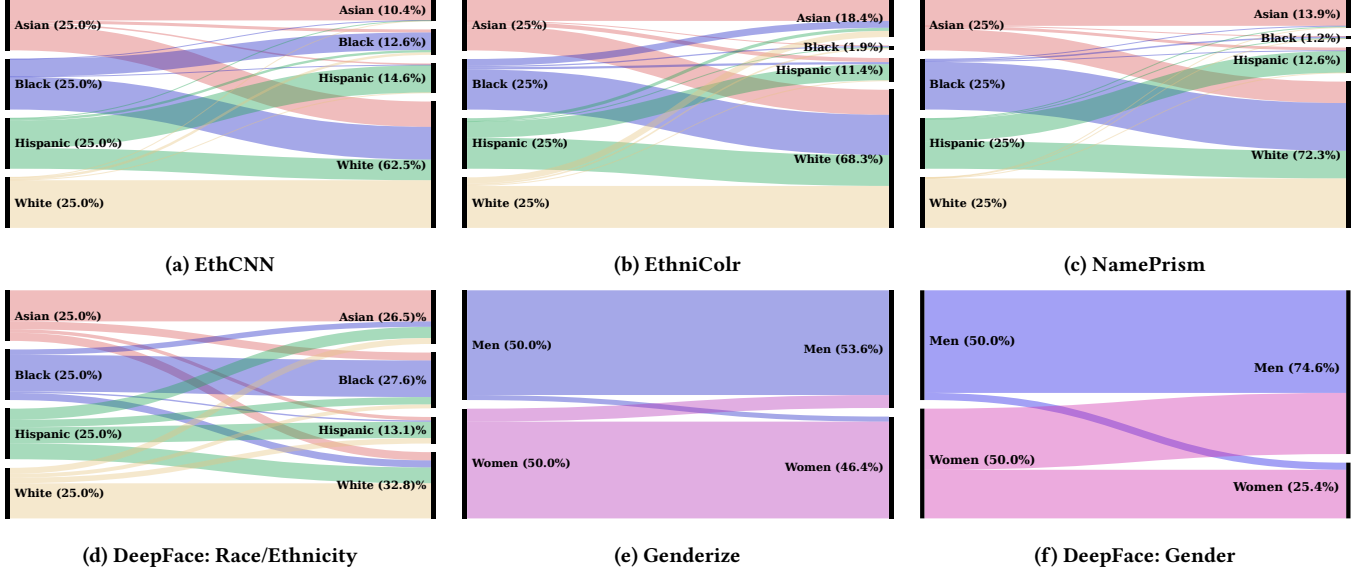 Asian (25.0%)
Asian (10.4%)
Black (12.6%)
Hispanic (14.6%)
Black (25.0%)
Hispanic (25.0%)
White (62.5%)
White (25.0%)
(a) EthCNN
Asian (25%)
Asian (18.4%)
Black (1.9%)
Hispanic (11.4%)
Black (25%)
Hispanic (25%)
White (68.3%)
White (25%)
(b) EthniColr
Asian (25%)
Asian (13.9%)
Black (1.2%)
Hispanic (12.6%)
Black (25%)
Hispanic (25%)
White (72.3%)
White (25%)
(c) NamePrism
Asian (25.0%)
Asian (26.5)%
Black (25.0%)
Black (27.6)%
Hispanic (25.0%)
Hispanic (13.1)%
White (32.8)%
White (25.0%)
(d) DeepFace: Race/Ethnicity
Men (50.0%)
Men (53.6%)
Women (50.0%)
Women (46.4%)
(e) Genderize
Men (50.0%)
Men (74.6%)
Women (50.0%)
Women (25.4%)
(f) DeepFace: Gender